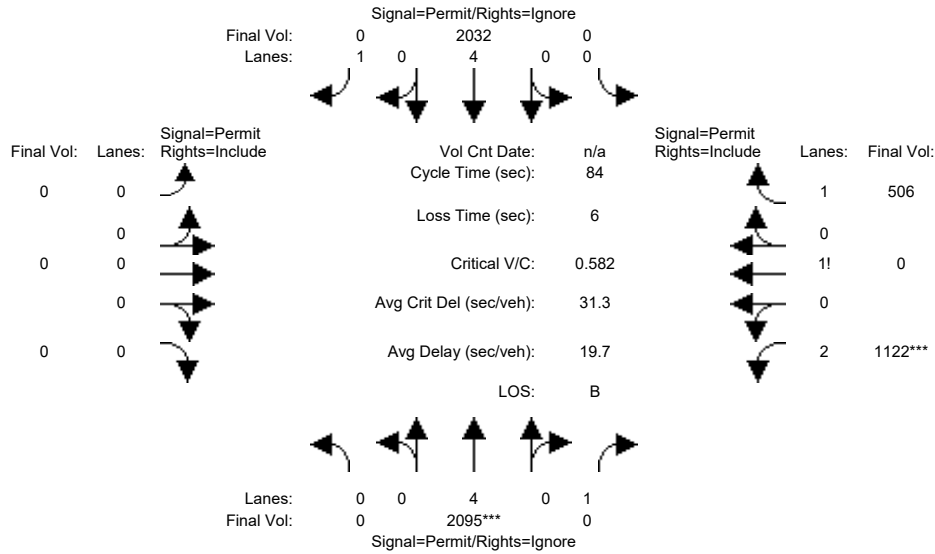 Signal=Permit/Rights=Ignore
Final Vol: 0 2032 0
Lanes: 1 0 4 0 0
Signal=Permit Signal=Permit
Final Vol: Lanes: Rights=Include Vol Cnt Date: n/a Rights=Include Lanes: Final Vol:
Cycle Time (sec): 84
0 0 1 506
Loss Time (sec): 6
0 0
0 0 Critical V/C: 0.582 1! 0
0 Avg Crit Del (sec/veh): 31.3 0
0 0 Avg Delay (sec/veh): 19.7 2 1122***
LOS: B
Lanes: 0 0 4 0 1
Final Vol: 0 2095*** 0
Signal=Permit/Rights=Ignore